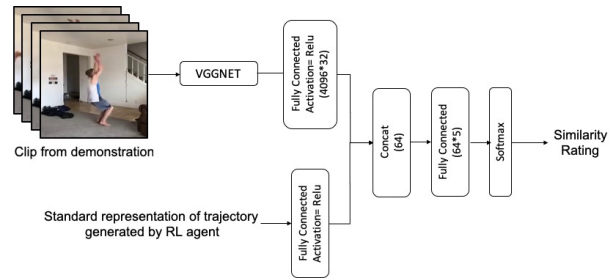 Clip from demonstration
VGGNET
Fully Connected
Activation= Relu
(4096*32)
Standard representation of trajectory
generated by RL agent
Fully Connected
Activation= Relu
Concat
(64)
Fully Connected
(64*5)
Softmax
Similarity
Rating